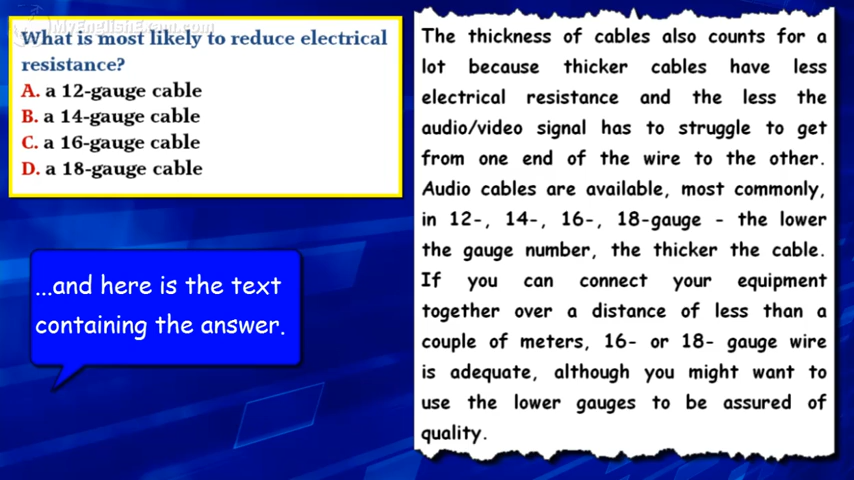 MyEnglishExam.com
What is most likely to reduce electrical
resistance?
A. a 12-gauge cable
B. a 14-gauge cable
C. a 16-gauge cable
D. a 18-gauge cable
...and here is the text
containing the answer.
The thickness of cables also counts for a
lot because thicker cables have less
electrical resistance and the less the
audio/video signal has to struggle to get
from one end of the wire to the other.
Audio cables are available, most commonly,
in 12-, 14-, 16-, 18-gauge - the lower
the gauge number, the thicker the cable.
If you can connect your equipment
together over a distance of less than a
couple of meters, 16- or 18- gauge wire
is adequate, although you might want to
use the lower gauges to be assured of
quality.